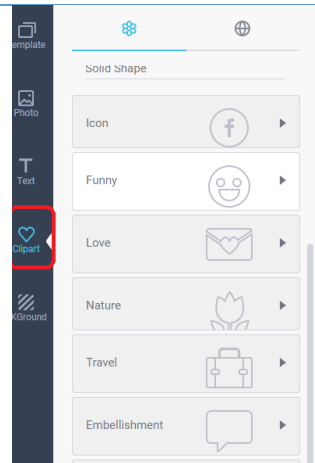 emplate
Photo
Text
Clipart
KGround
Solid Shape
Icon
Funny
Love
Nature
Travel
Embellishment